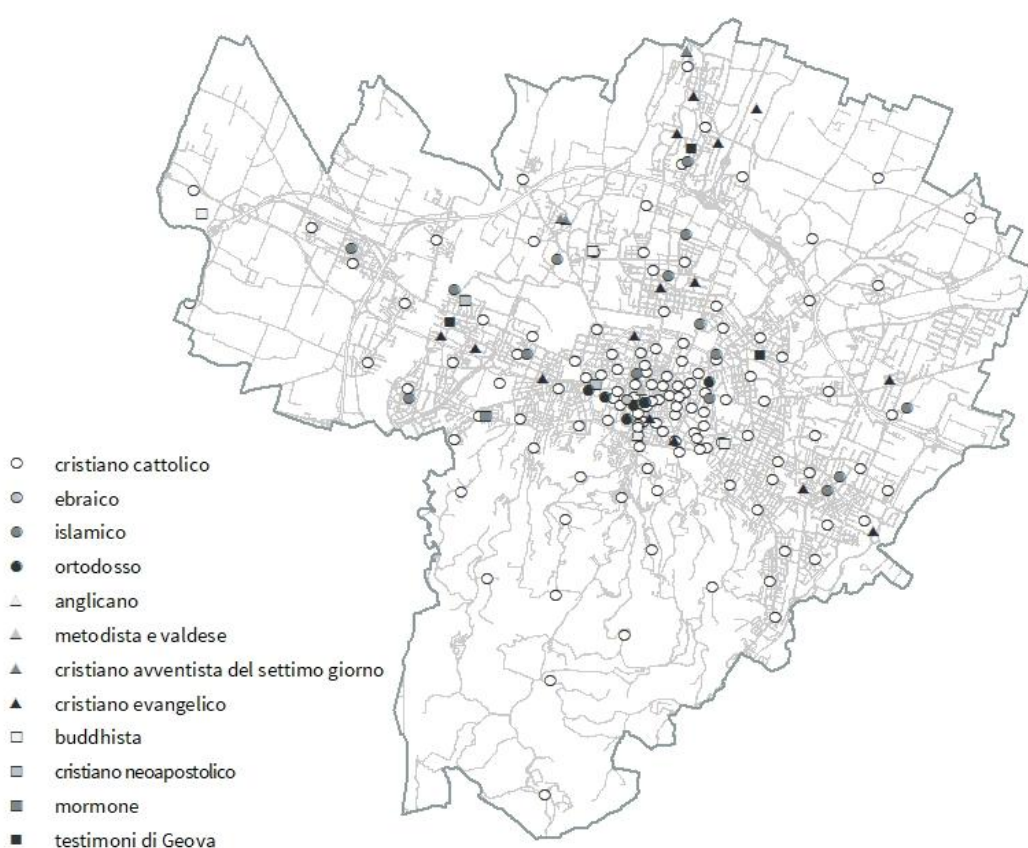 cristiano cattolico
ebraico
islamico
ortodosso
anglicano
metodista e valdese
cristiano avventista del settimo giorno
cristiano evangelico
buddhista
cristiano neoapostolico
mormone
testimoni di Geova